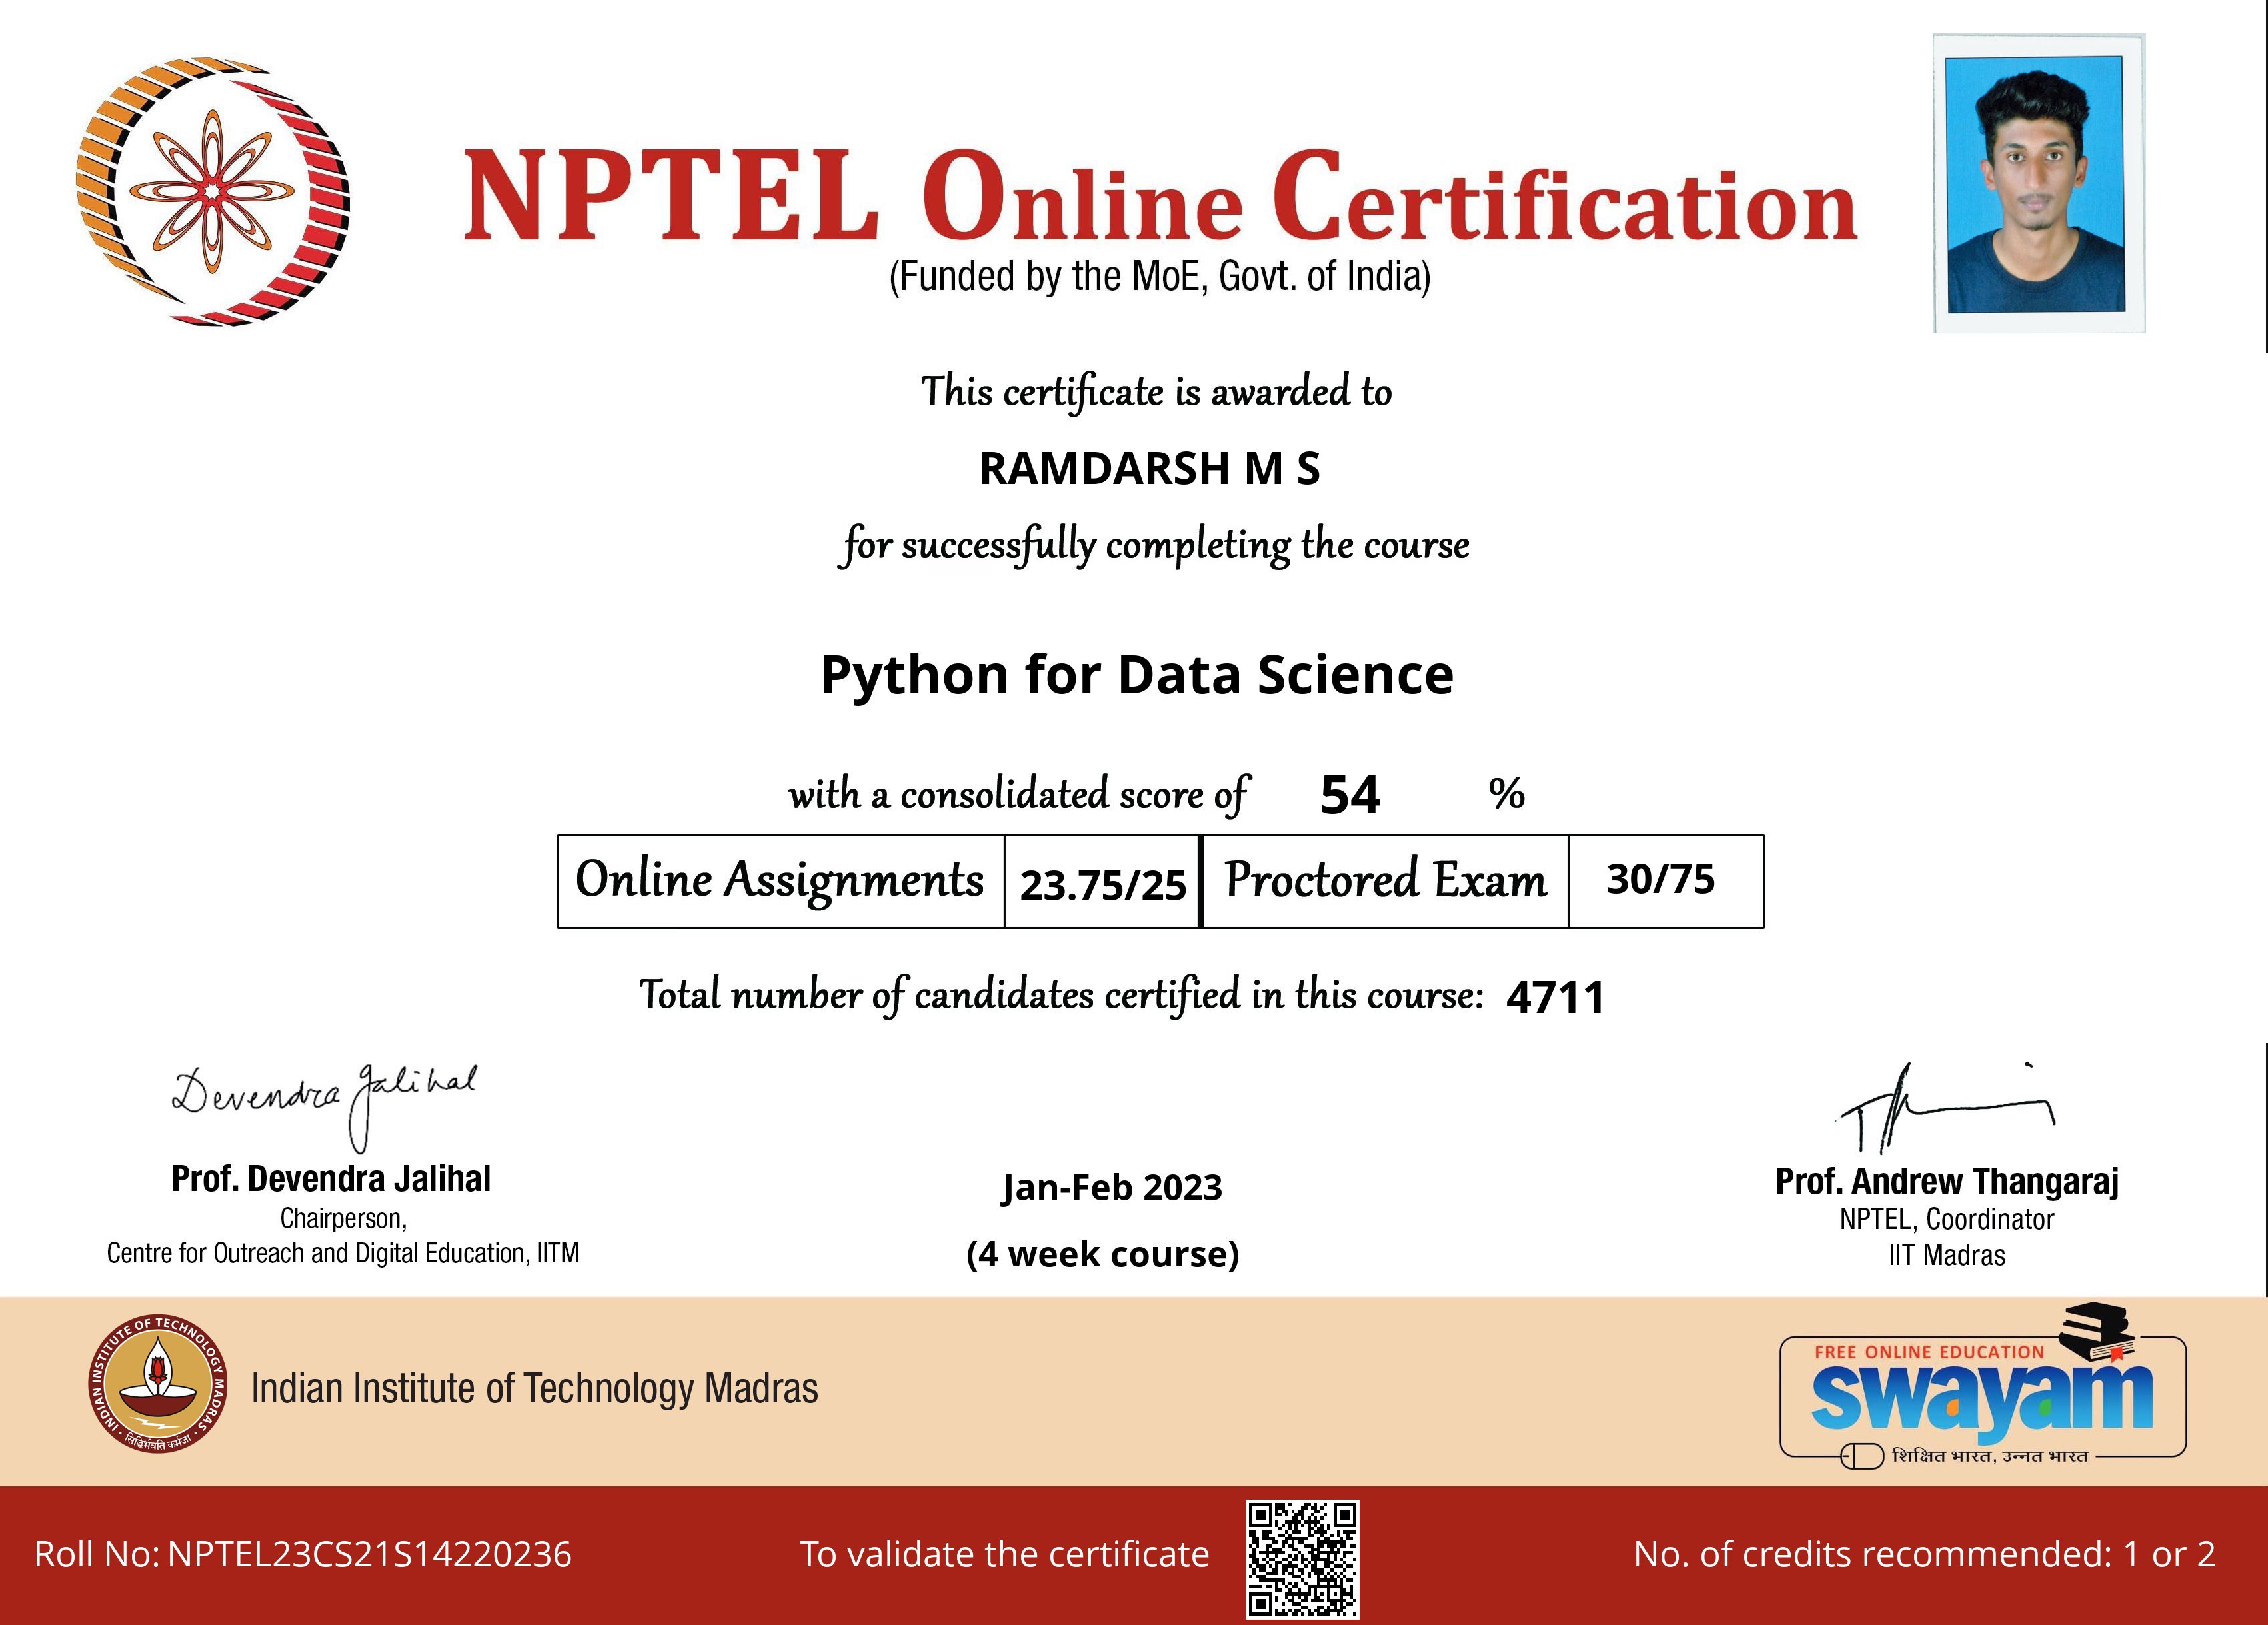 NPTEL Online Certification
(Funded by the MoE, Govt. of India)
This certificate is awarded to
RAMDARSH M S
for successfully completing the course
Python for Data Science
with a consolidated score of 54 %
Online Assignments 23.75/25 Proctored Exam 30/75
Total number of candidates certified in this course: 4711
Devendra Jalihal
Prof. Devendra Jalihal
Chairperson,
Centre for Outreach and Digital Education, IITM
Jan-Feb 2023
(4 week course)
Prof. Andrew Thangaraj
NPTEL, Coordinator
IIT Madras
INDIAN INSTITUTE OF TECHNOLOGY MADRAS
सिद्धिर्भवति कर्मजा
Indian Institute of Technology Madras
FREE ONLINE EDUCATION
swayam
शिक्षित भारत, उन्नत भारत
Roll No: NPTEL23CS21S14220236
To validate the certificate
No. of credits recommended: 1 or 2